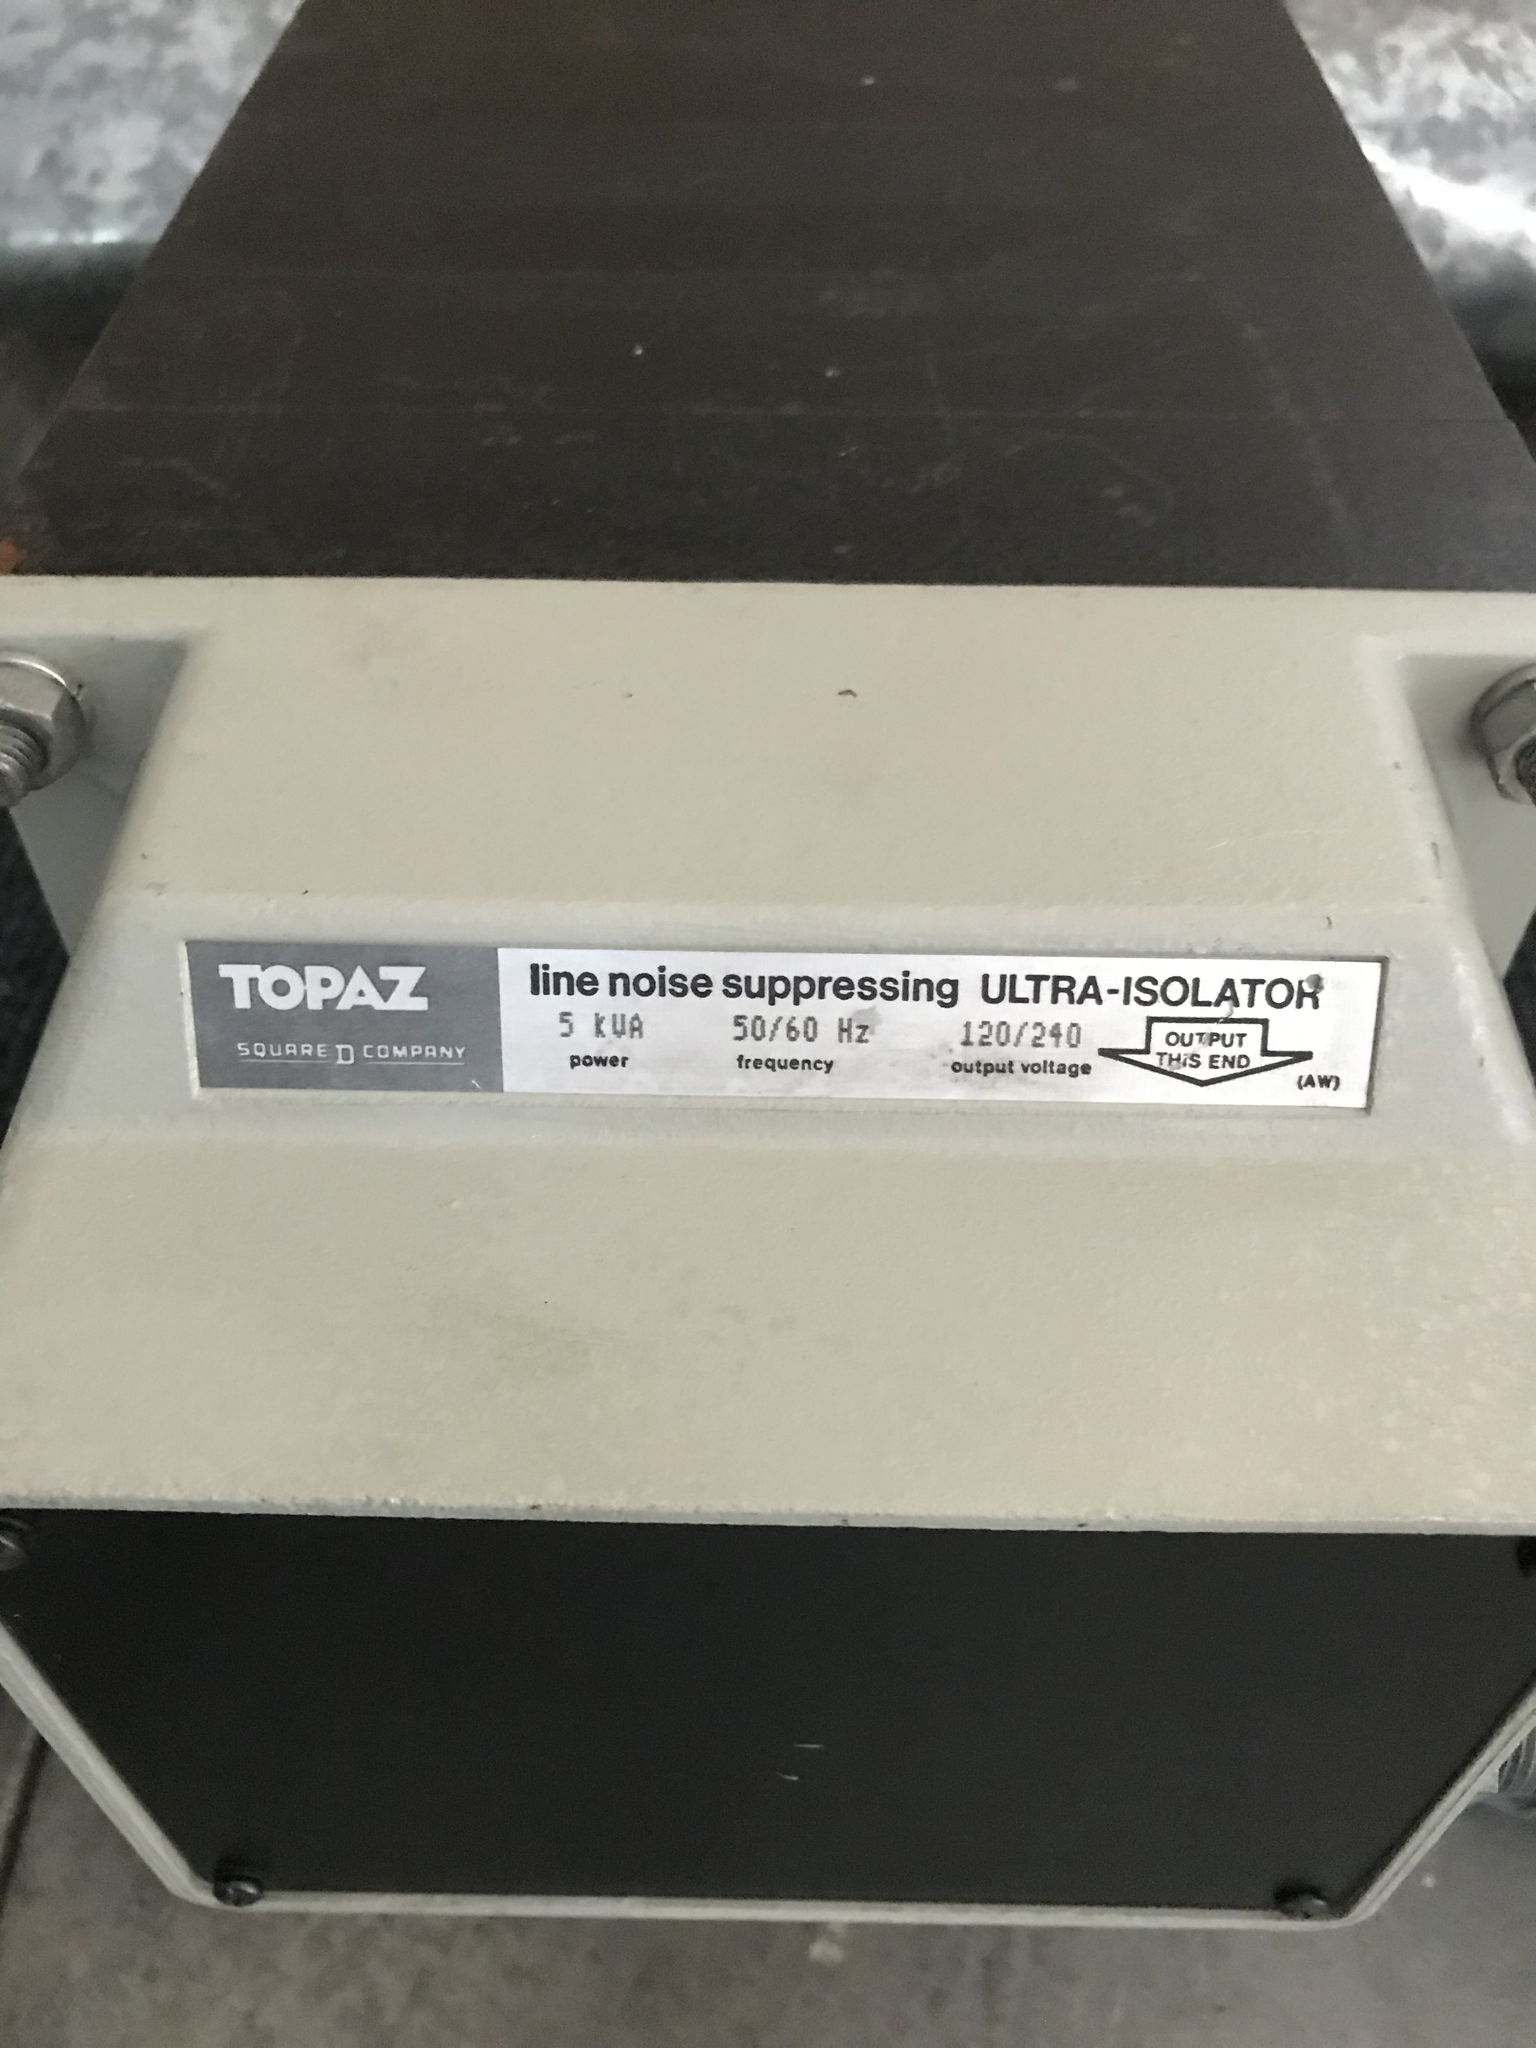 TOPAZ
SQUARE D COMPANY
line noise suppressing ULTRA-ISOLATOR
5 kVA 50/60 Hz 120/240
power frequency output voltage
OUTPUT
THIS END
(AW)